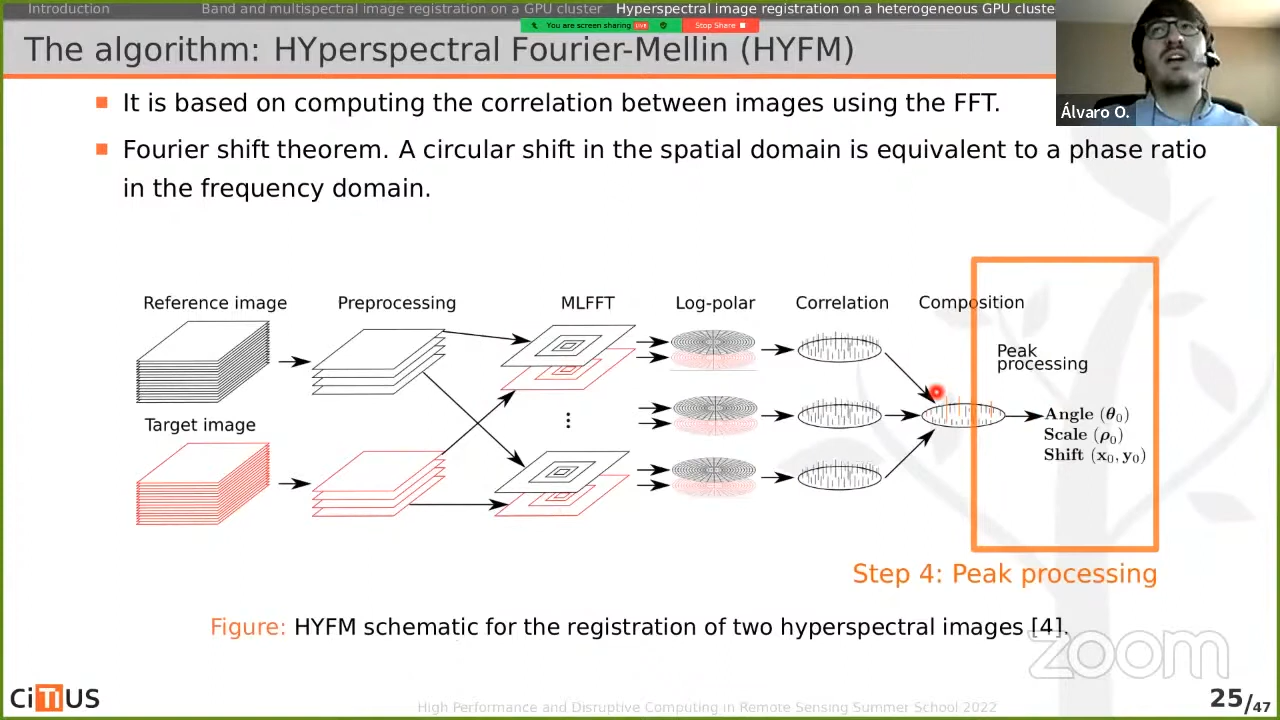 Introduction Band and multispectral image registration on a GPU cluster Hyperspectral image registration on a heterogeneous GPU cluste
You are screen sharing LIVE Stop Share
The algorithm: HYperspectral Fourier-Mellin (HYFM)
Álvaro O.
It is based on computing the correlation between images using the FFT.
Fourier shift theorem. A circular shift in the spatial domain is equivalent to a phase ratio
in the frequency domain.
Reference image Preprocessing MLFFT Log-polar Correlation Composition
Peak
processing
Target image
Angle (θ₀)
Scale (ρ₀)
Shift (x₀, y₀)
Step 4: Peak processing
Figure: HYFM schematic for the registration of two hyperspectral images [4].
zoom
CiTIUS
High Performance and Disruptive Computing in Remote Sensing Summer School 2022
25/47